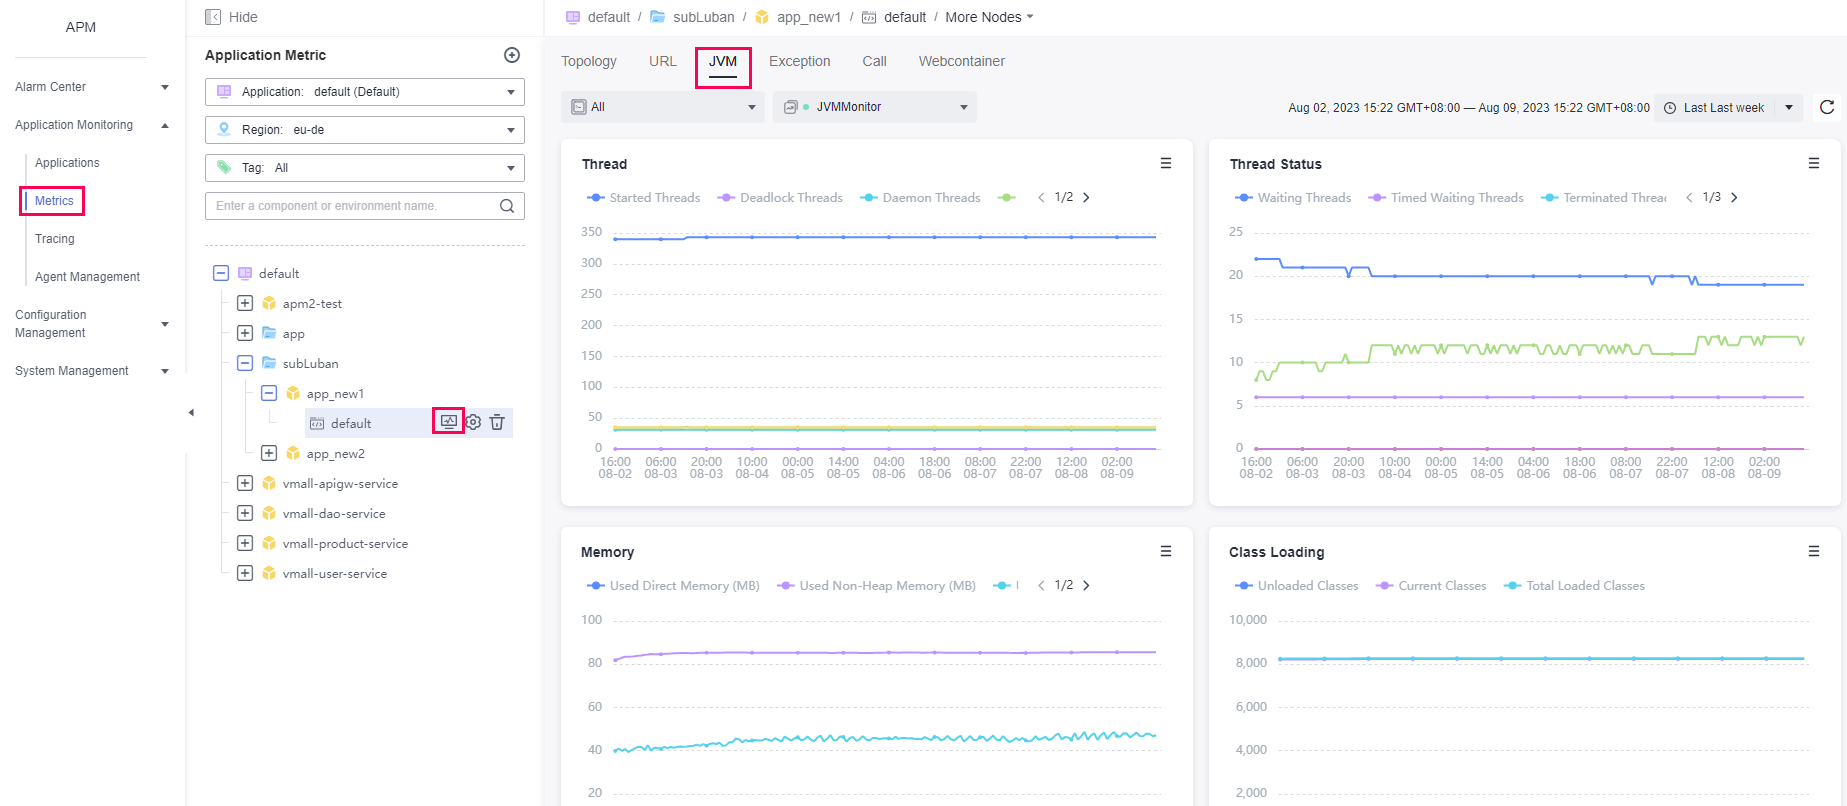 APM
Alarm Center
Application Monitoring
Applications
Metrics
Tracing
Agent Management
Configuration
Management
System Management
Hide
Application Metric
Application: default (Default)
Region: eu-de
Tag: All
Enter a component or environment name.
default
apm2-test
app
subLuban
app_new1
default
app_new2
vmall-apigw-service
vmall-dao-service
vmall-product-service
vmall-user-service
default / subLuban / app_new1 / default / More Nodes
Topology URL JVM Exception Call Webcontainer
All JVMMonitor Aug 02, 2023 15:22 GMT+08:00 — Aug 09, 2023 15:22 GMT+08:00 Last Last week
Thread
Started Threads Deadlock Threads Daemon Threads 1/2
350
300
250
200
150
100
50
0
16:00 06:00 20:00 10:00 00:00 14:00 04:00 18:00 08:00 22:00 12:00 02:00
08-02 08-03 08-03 08-04 08-05 08-05 08-06 08-06 08-07 08-07 08-08 08-09
Thread Status
Waiting Threads Timed Waiting Threads Terminated Threa 1/3
25
20
15
10
5
0
16:00 06:00 20:00 10:00 00:00 14:00 04:00 18:00 08:00 22:00 12:00 02:00
08-02 08-03 08-03 08-04 08-05 08-05 08-06 08-06 08-07 08-07 08-08 08-09
Memory
Used Direct Memory (MB) Used Non-Heap Memory (MB) 1/2
100
80
60
40
20
Class Loading
Unloaded Classes Current Classes Total Loaded Classes
10,000
8,000
6,000
4,000
2,000